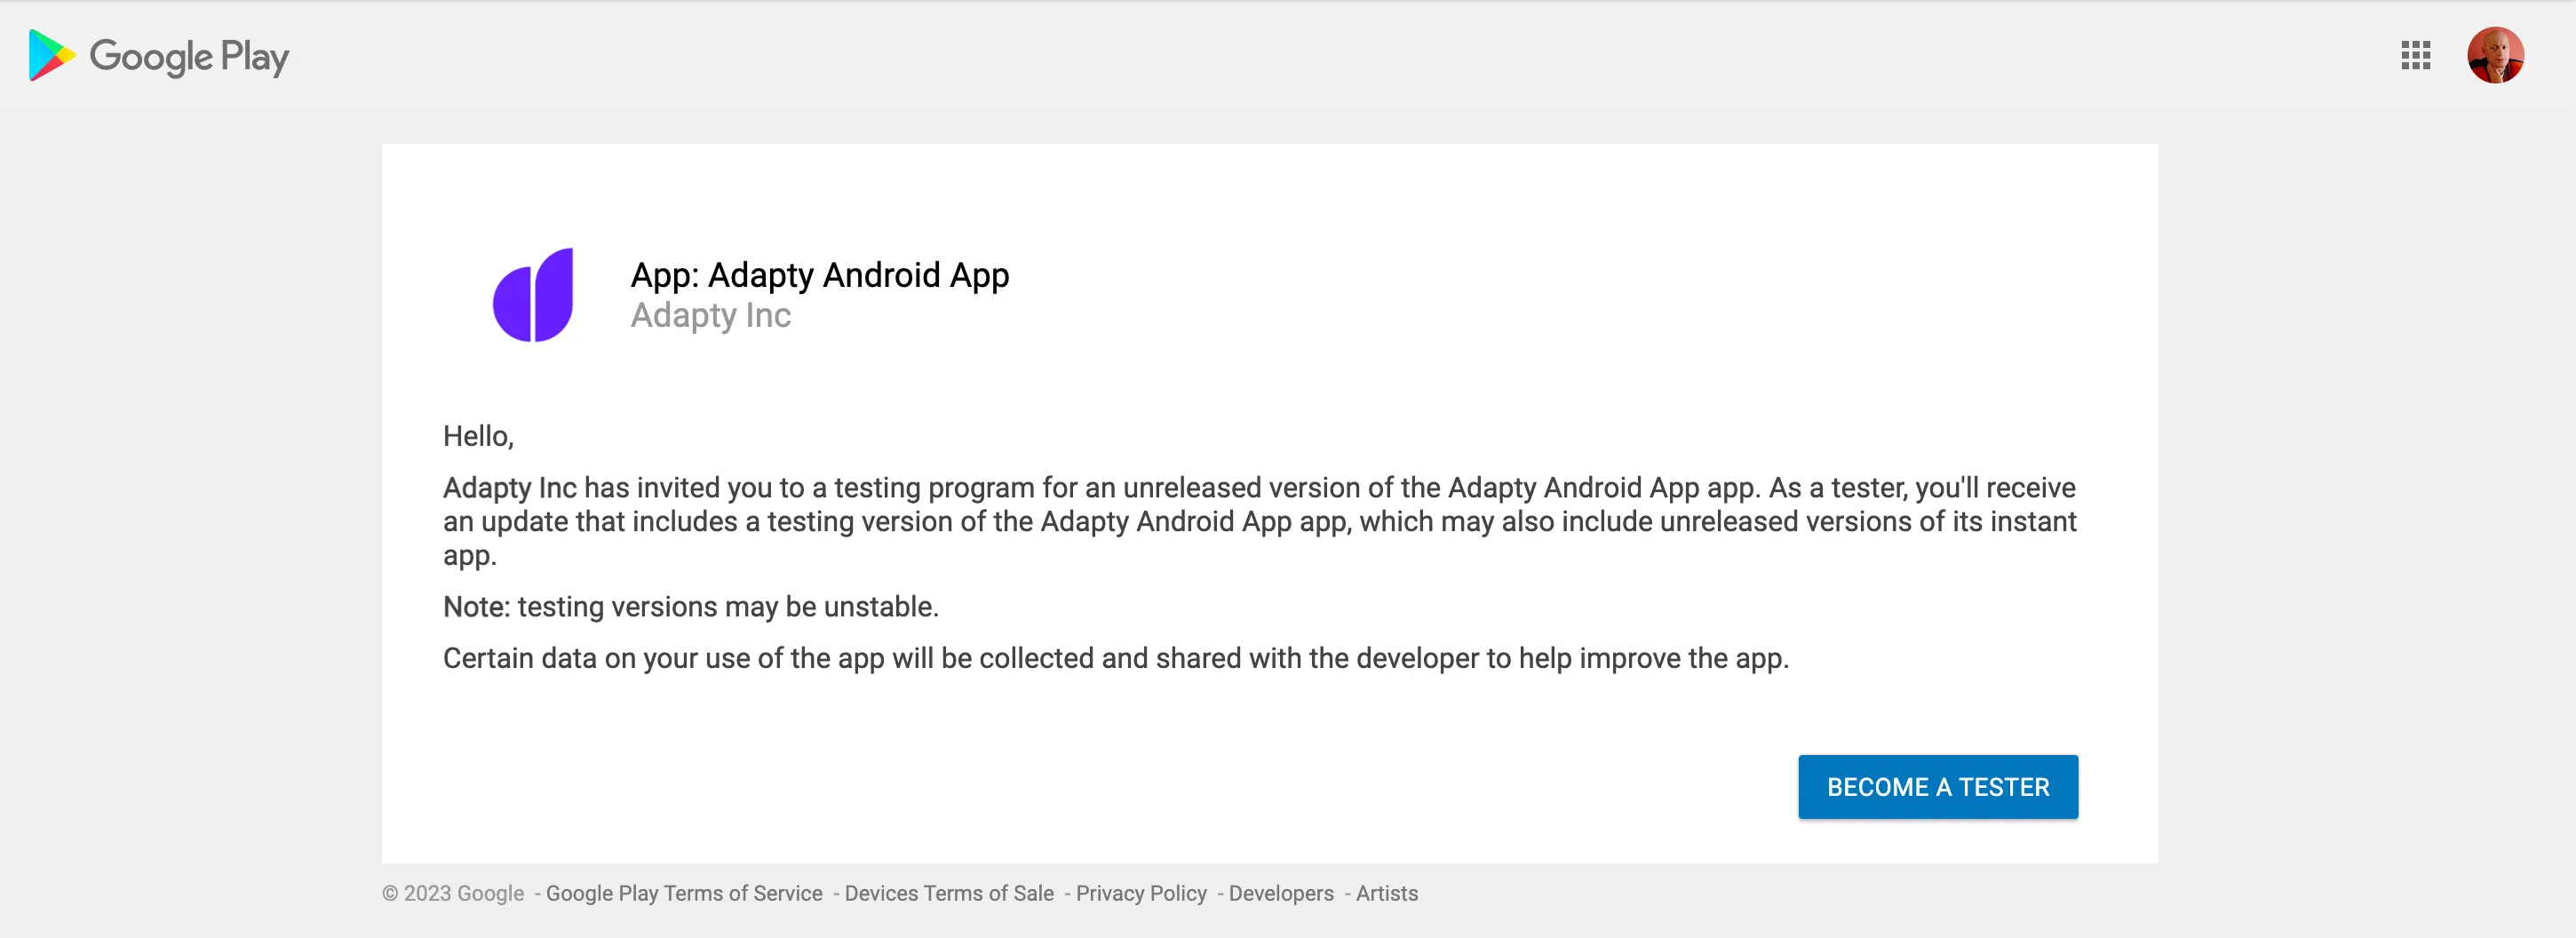 Google Play
App: Adapty Android App
Adapty Inc
Hello,
Adapty Inc has invited you to a testing program for an unreleased version of the Adapty Android App app. As a tester, you'll receive
an update that includes a testing version of the Adapty Android App app, which may also include unreleased versions of its instant
app.
Note: testing versions may be unstable.
Certain data on your use of the app will be collected and shared with the developer to help improve the app.
BECOME A TESTER
© 2023 Google - Google Play Terms of Service - Devices Terms of Sale - Privacy Policy - Developers - Artists